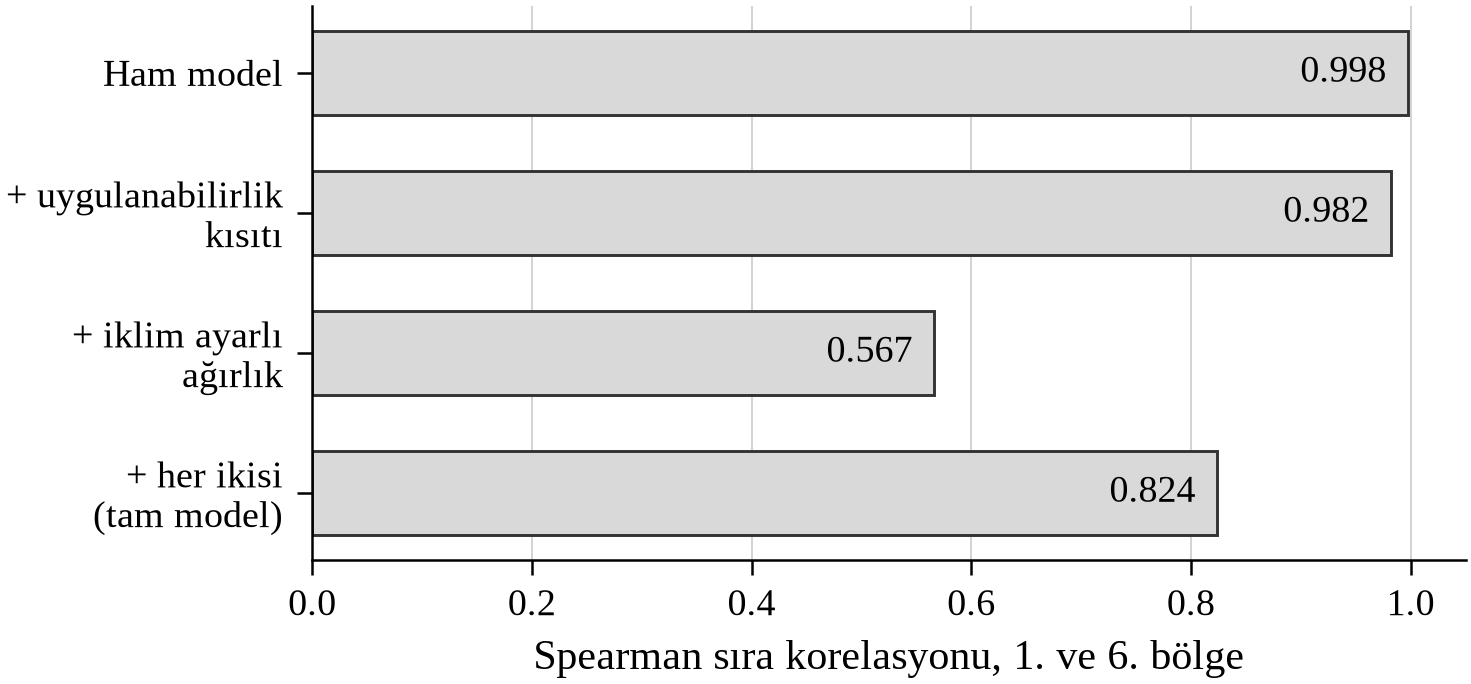 Ham model
0.998
+ uygulanabilirlik
kısıtı
0.982
+ iklim ayarlı
ağırlık
0.567
+ her ikisi
(tam model)
0.824
0.0 0.2 0.4 0.6 0.8 1.0
Spearman sıra korelasyonu, 1. ve 6. bölge